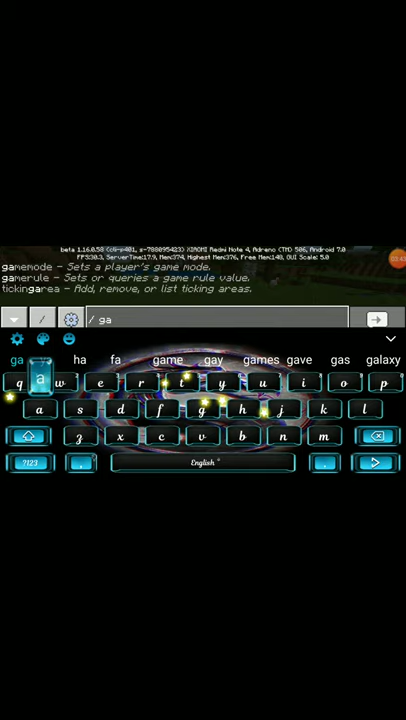 beta 1.16.0.58 XIAOMI Redmi Note 4, Adreno (TM) 506, Android 7.0
FPS:30.3, ServerTime:17.9, Mem:374, Highest Mem:376, Free Mem:148, GUI Scale: 5.0
03:43
gamemode - Sets a player's game mode.
gamerule - Sets or queries a game rule value.
tickingarea - Add, remove, or list ticking areas.
/
/ ga
ga ha fa game gay games gave gas galaxy
q a w e r t y u i o p
a s d f g h j k l
z x c v b n m
?123 , English .